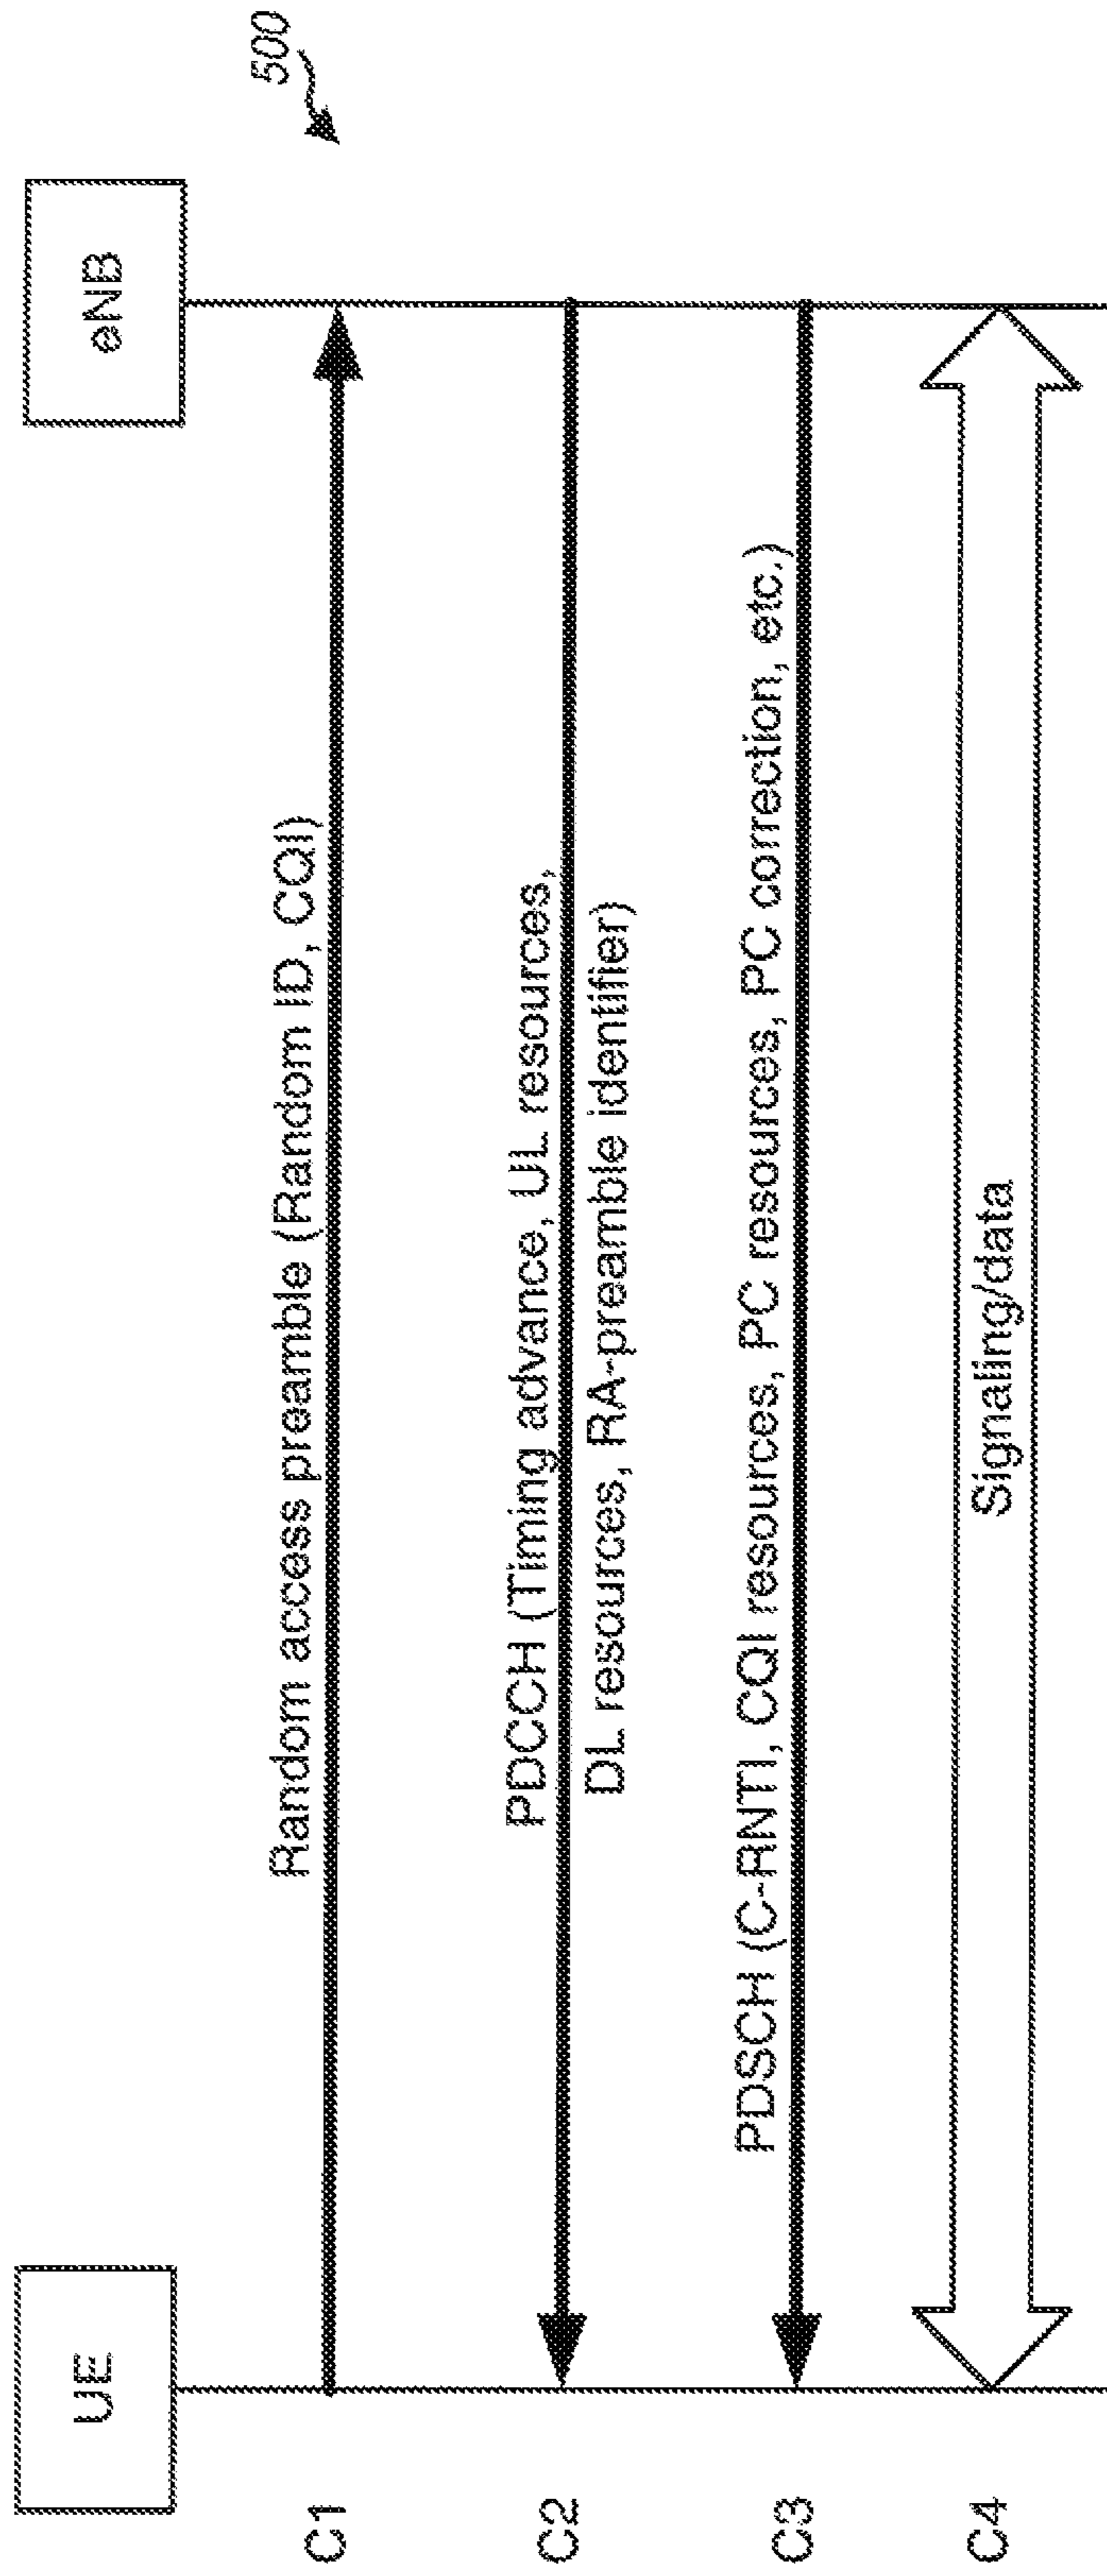 500
UE
eNB
C1
Random access preamble (Random ID, CQI)
C2
PDCCH (Timing advance, UL resources,
DL resources, RA-preamble identifier)
C3
PDSCH (C-RNTI, CQI resources, PC resources, PC correction, etc.)
C4
Signaling/data